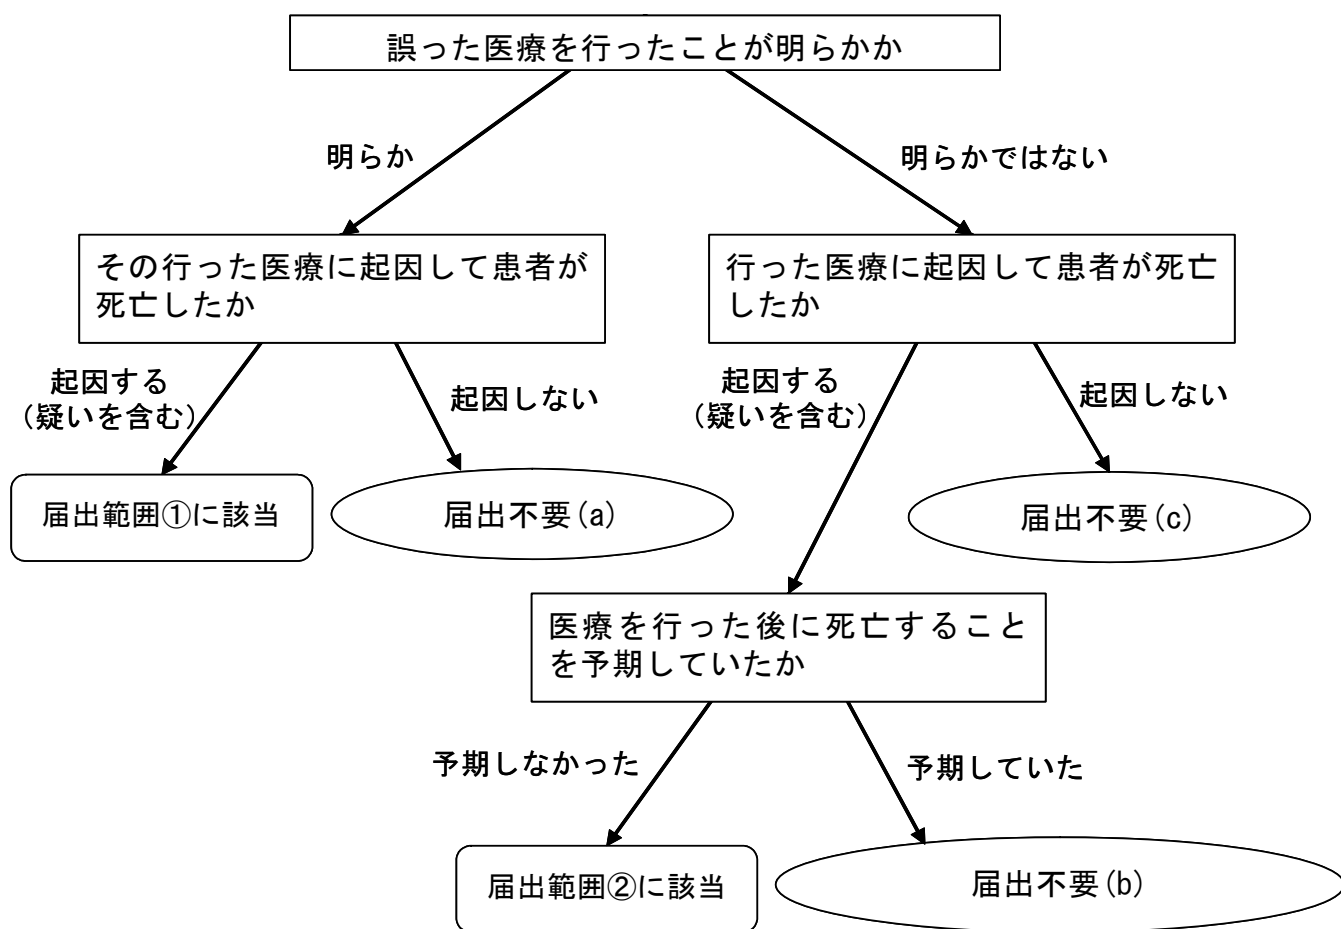 誤った医療を行ったことが明らかか
明らか
明らかではない
その行った医療に起因して患者が
死亡したか
行った医療に起因して患者が死亡
したか
起因する
(疑いを含む)
起因しない
起因する
(疑いを含む)
起因しない
届出範囲①に該当
届出不要(a)
届出不要(c)
医療を行った後に死亡すること
を予期していたか
予期しなかった
予期していた
届出範囲②に該当
届出不要(b)